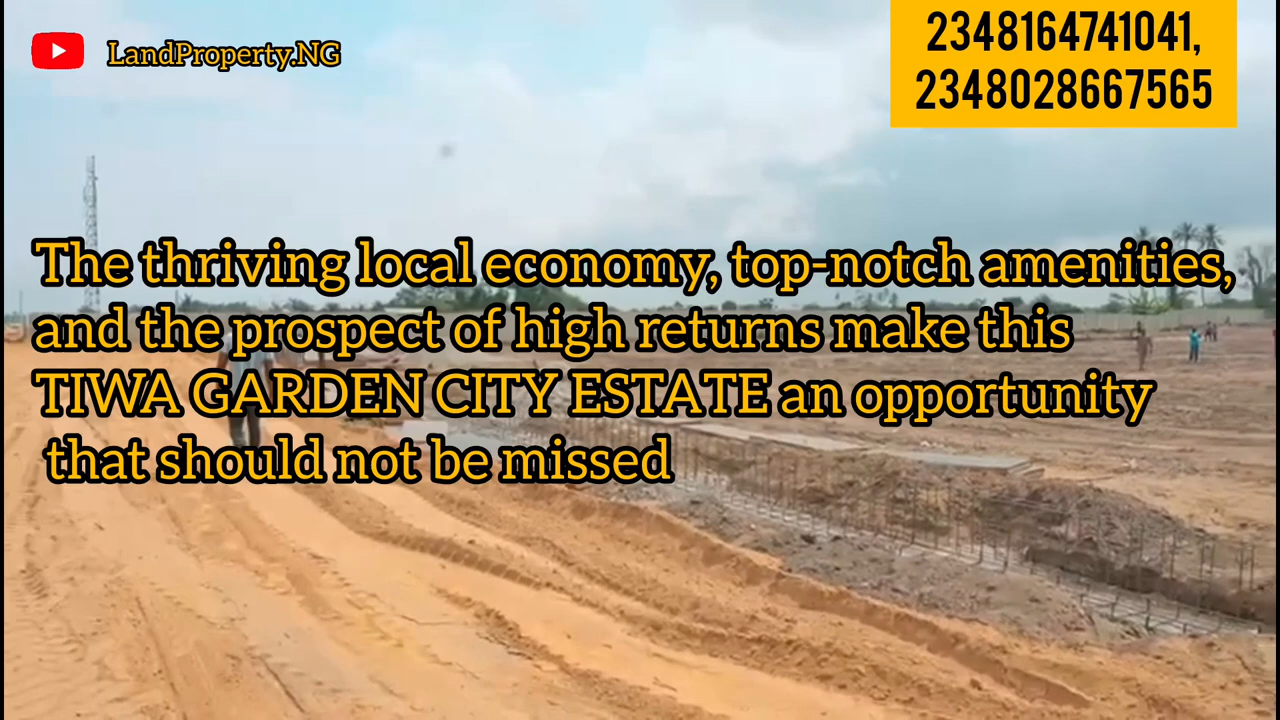 LandProperty.NG
2348164741041,
2348028667565
The thriving local economy, top-notch amenities,
and the prospect of high returns make this
TIWA GARDEN CITY ESTATE an opportunity
that should not be missed